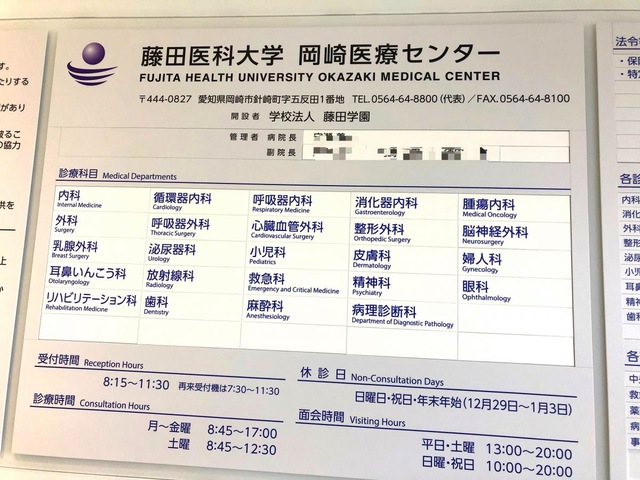 藤田医科大学 岡崎医療センター
FUJITA HEALTH UNIVERSITY OKAZAKI MEDICAL CENTER
〒444-0827 愛知県岡崎市針崎町字五反田1番地 TEL.0564-64-8800(代表)/FAX.0564-64-8100
開設者 学校法人 藤田学園
管理者 病院長
副院長
診療科目 Medical Departments
内科 循環器内科 呼吸器内科 消化器内科 腫瘍内科
Internal Medicine Cardiology Respiratory Medicine Gastroenterology Medical Oncology
外科 呼吸器外科 心臓血管外科 整形外科 脳神経外科
Surgery Thoracic Surgery Cardiovascular Surgery Orthopedic Surgery Neurosurgery
乳腺外科 泌尿器科 小児科 皮膚科 婦人科
Breast Surgery Urology Pediatrics Dermatology Gynecology
耳鼻いんこう科 放射線科 救急科 精神科 眼科
Otolaryngology Radiology Emergency and Critical Medicine Psychiatry Ophthalmology
リハビリテーション科 歯科 麻酔科 病理診断科
Rehabilitation Medicine Dentistry Anesthesiology Department of Diagnostic Pathology
受付時間 Reception Hours
8:15〜11:30 再来受付機は7:30〜11:30
診療時間 Consultation Hours
月〜金曜 8:45〜17:00
土曜 8:45〜12:30
休診日 Non-Consultation Days
日曜日・祝日・年末年始(12月29日〜1月3日)
面会時間 Visiting Hours
平日・土曜 13:00〜20:00
日曜・祝日 10:00〜20:00